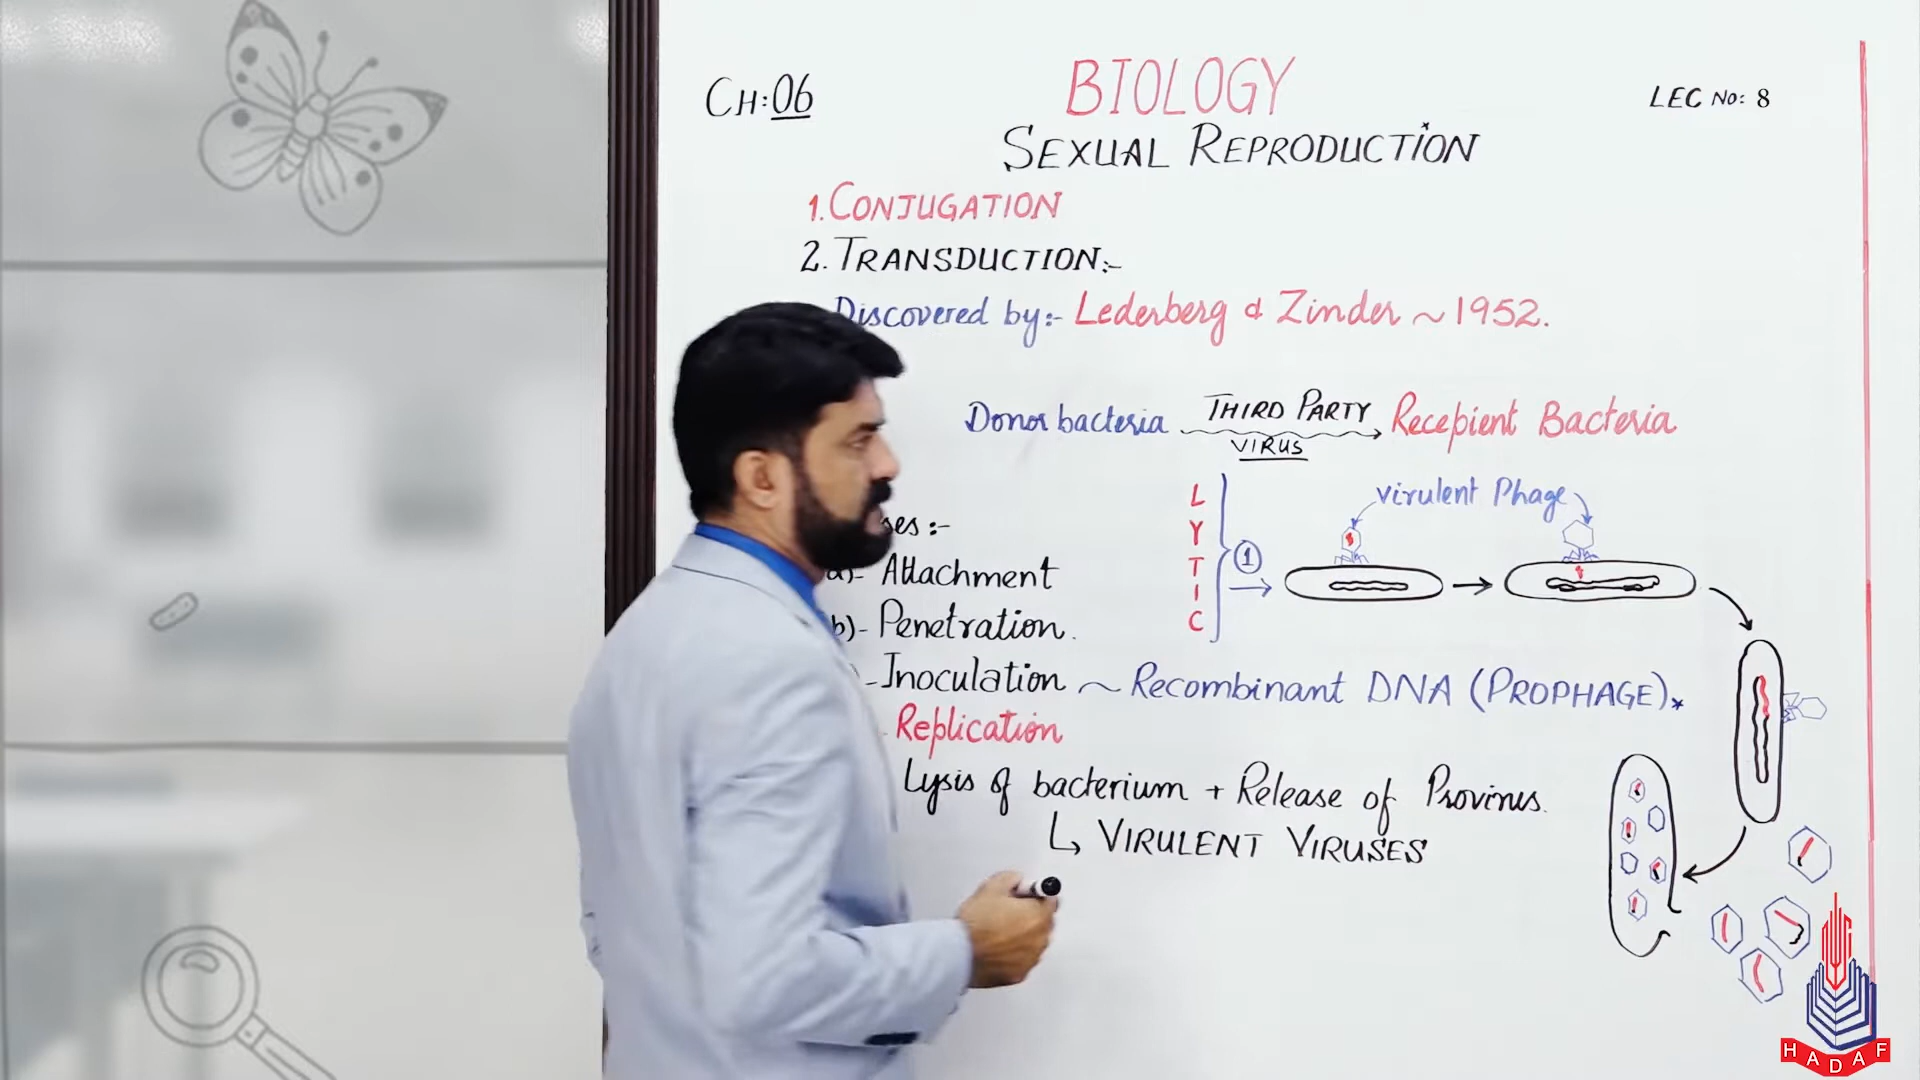 CH:06
BIOLOGY
LEC No: 8
SEXUAL REPRODUCTION
1. CONJUGATION
2. TRANSDUCTION:-
Discovered by:- Lederberg & Zinder ~ 1952.
Donor bacteria THIRD PARTY Recepient Bacteria
VIRUS
LYTIC
virulent Phage
1
a)- Attachment
b)- Penetration.
- Inoculation ~ Recombinant DNA (PROPHAGE).*
Replication
Lysis of bacterium + Release of Provirus.
↳ VIRULENT VIRUSES
HADAF